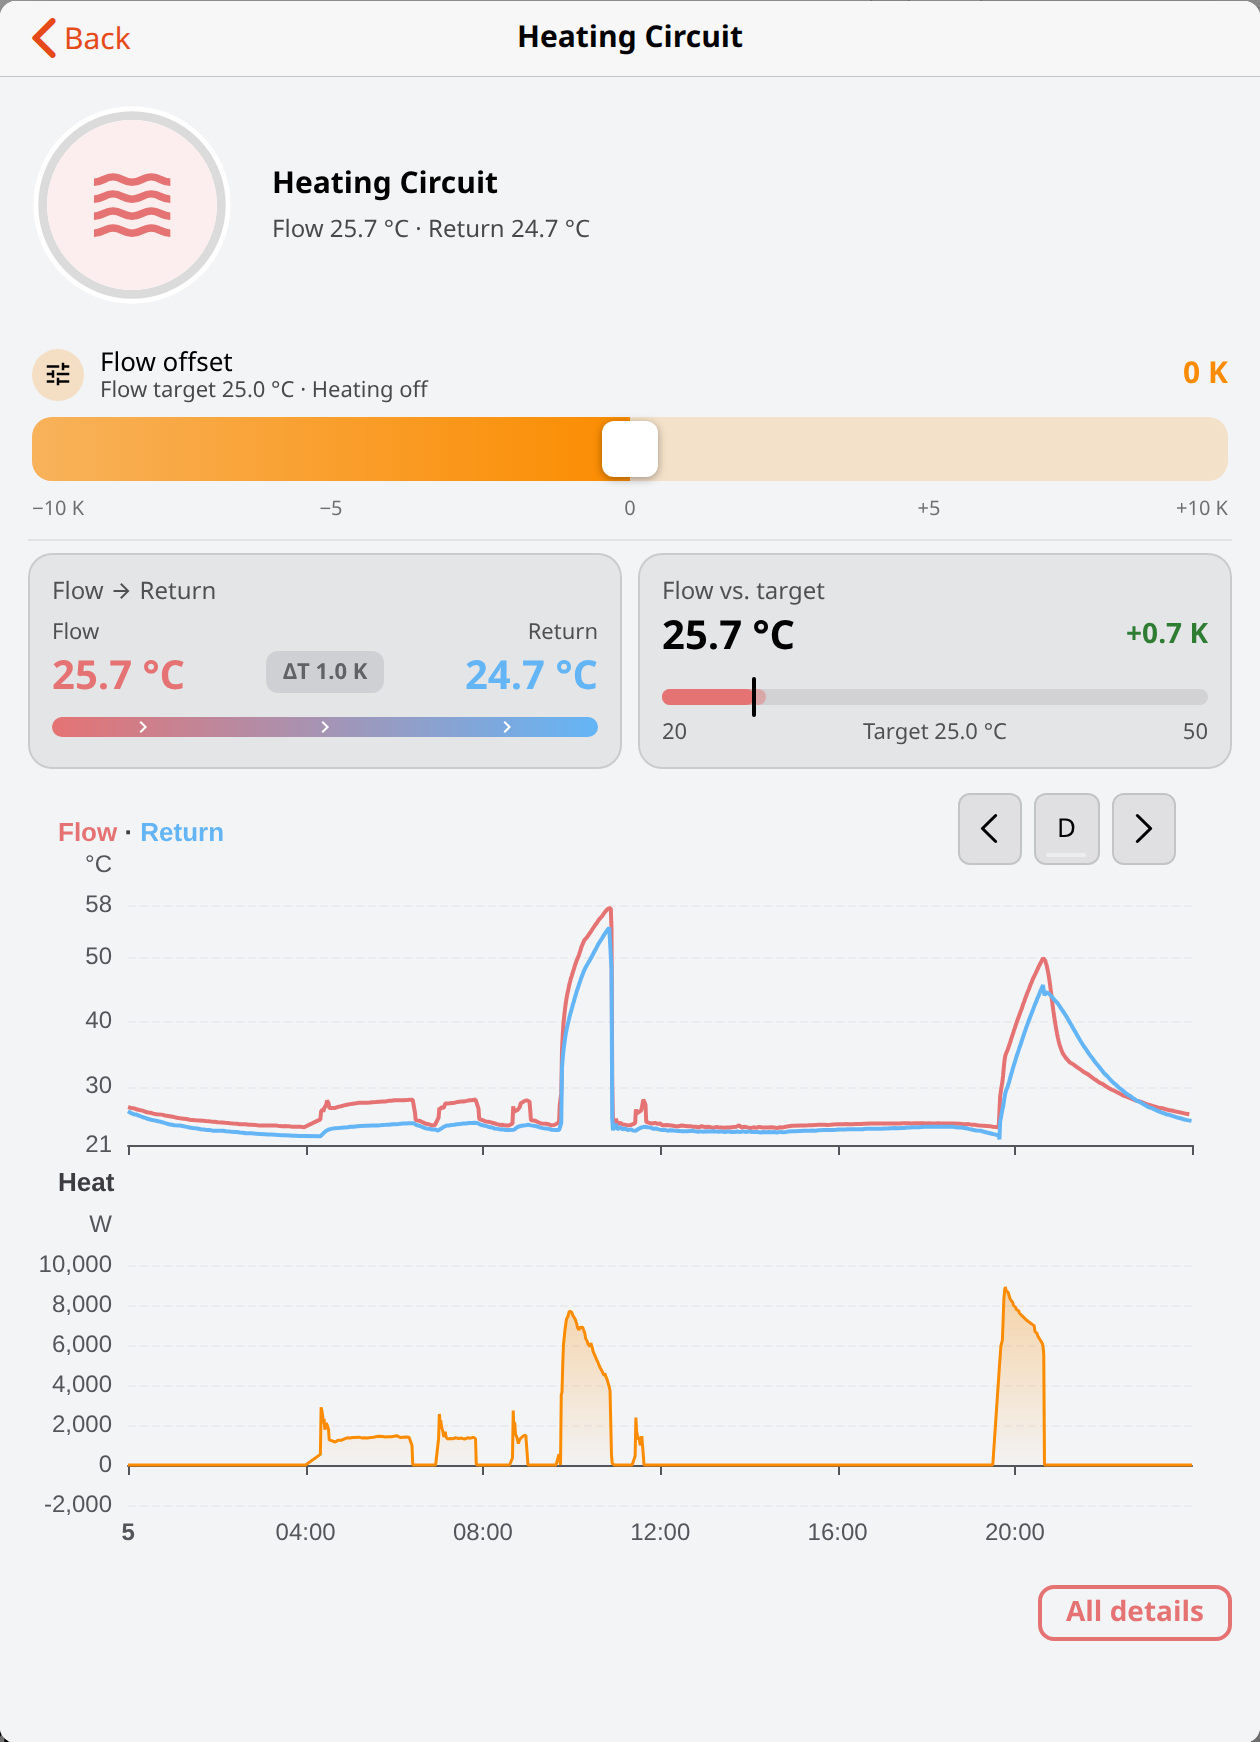 Back
Heating Circuit
Heating Circuit
Flow 25.7 °C · Return 24.7 °C
Flow offset
Flow target 25.0 °C · Heating off
0 K
−10 K −5 0 +5 +10 K
Flow → Return
Flow Return
25.7 °C ΔT 1.0 K 24.7 °C
Flow vs. target
25.7 °C +0.7 K
20 Target 25.0 °C 50
Flow · Return
D
°C
58
50
40
30
21
Heat
W
10,000
8,000
6,000
4,000
2,000
0
-2,000
5 04:00 08:00 12:00 16:00 20:00
All details